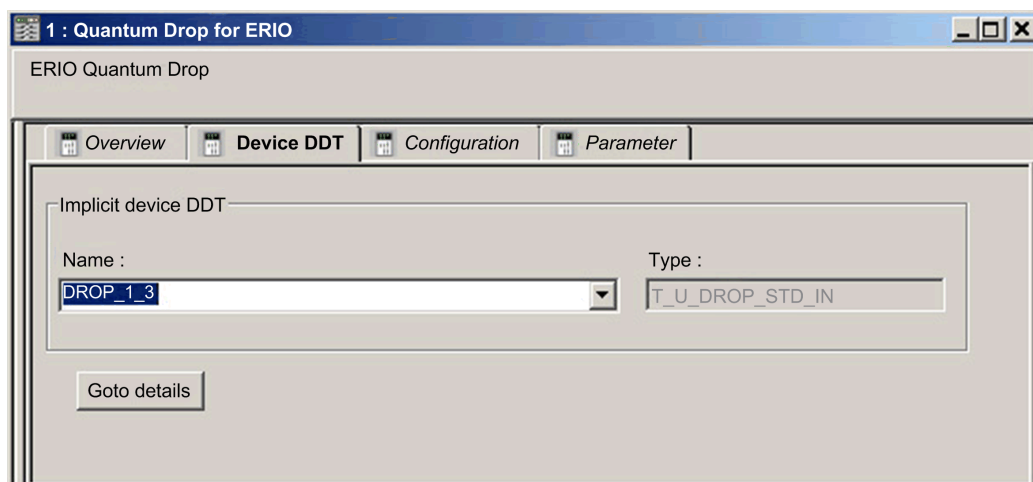 1 : Quantum Drop for ERIO
ERIO Quantum Drop
Overview Device DDT Configuration Parameter
Implicit device DDT
Name : Type :
DROP_1_3 T_U_DROP_STD_IN
Goto details